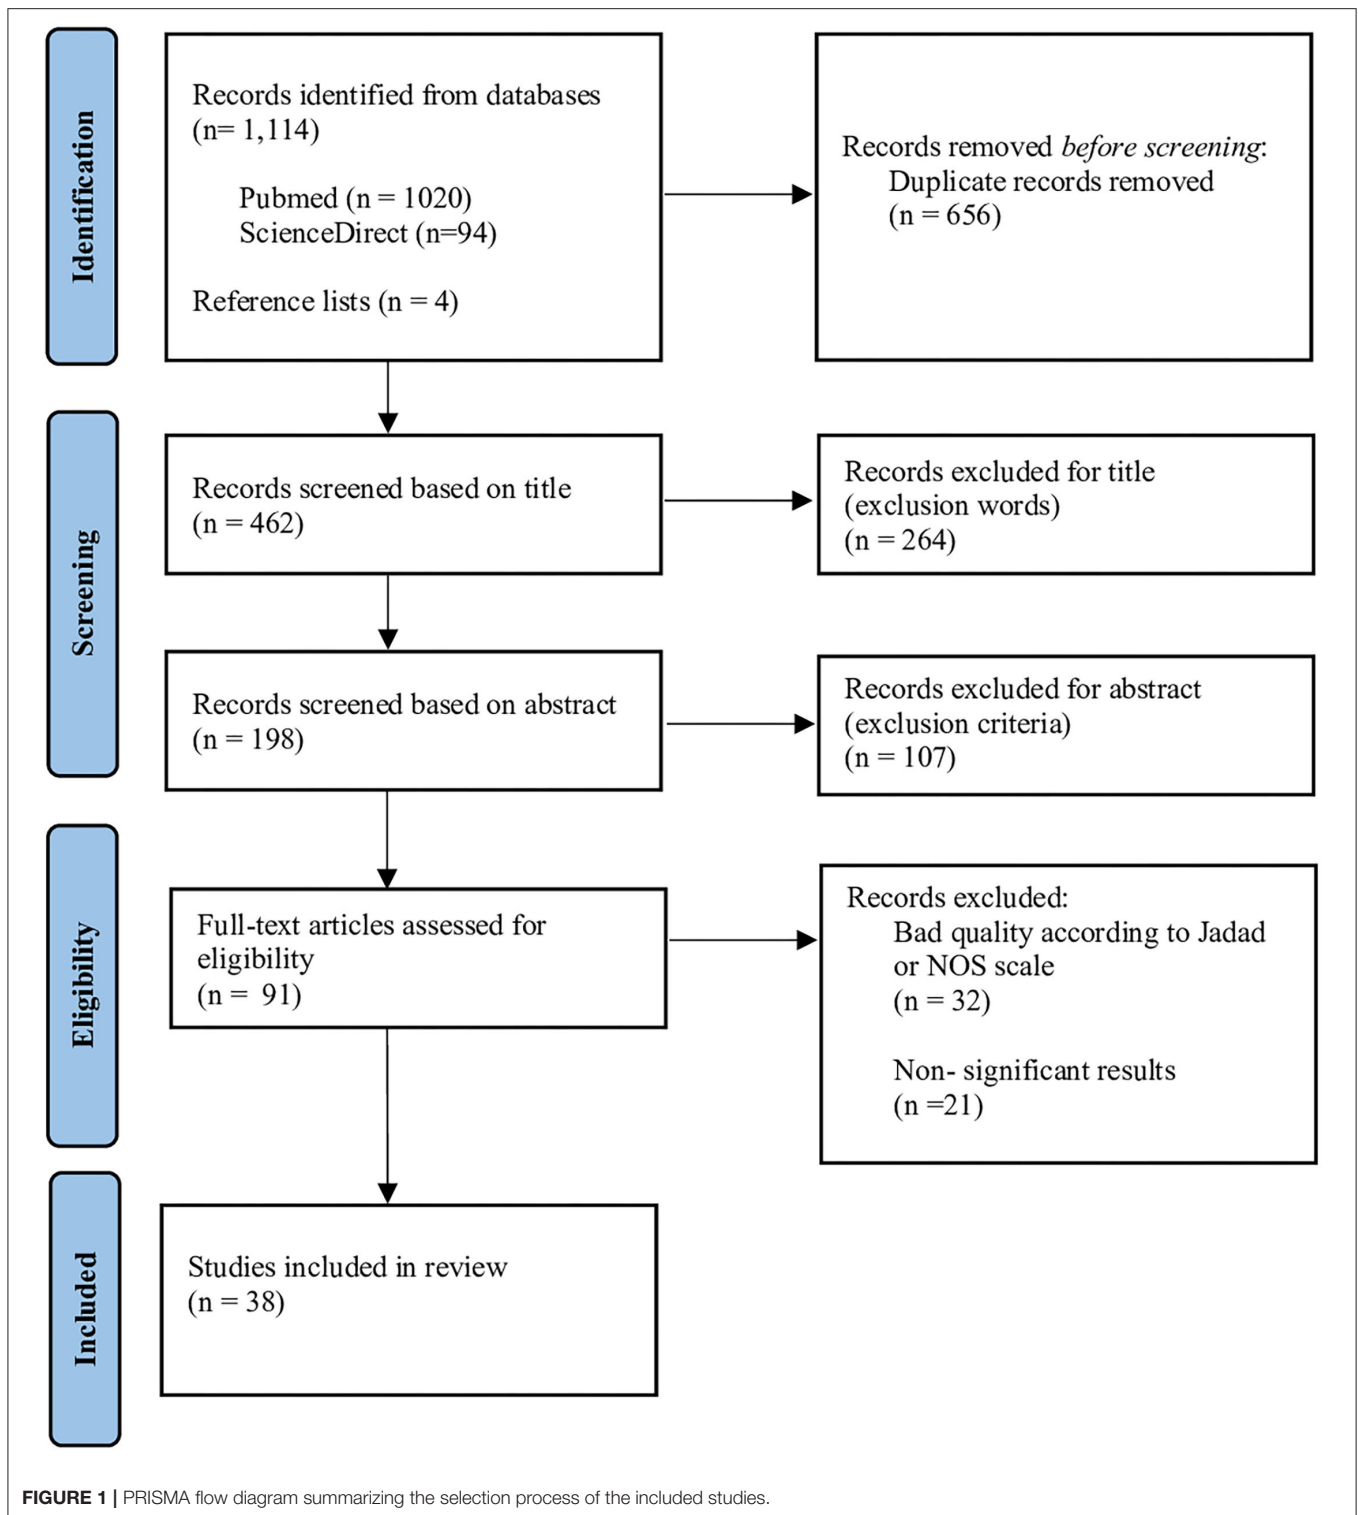 Identification
Records identified from databases
(n= 1,114)
Pubmed (n = 1020)
ScienceDirect (n=94)
Reference lists (n = 4)
Records removed before screening:
Duplicate records removed
(n = 656)
Screening
Records screened based on title
(n = 462)
Records excluded for title
(exclusion words)
(n = 264)
Records screened based on abstract
(n = 198)
Records excluded for abstract
(exclusion criteria)
(n = 107)
Eligibility
Full-text articles assessed for
eligibility
(n = 91)
Records excluded:
Bad quality according to Jadad
or NOS scale
(n = 32)
Non- significant results
(n =21)
Included
Studies included in review
(n = 38)
FIGURE 1 | PRISMA flow diagram summarizing the selection process of the included studies.